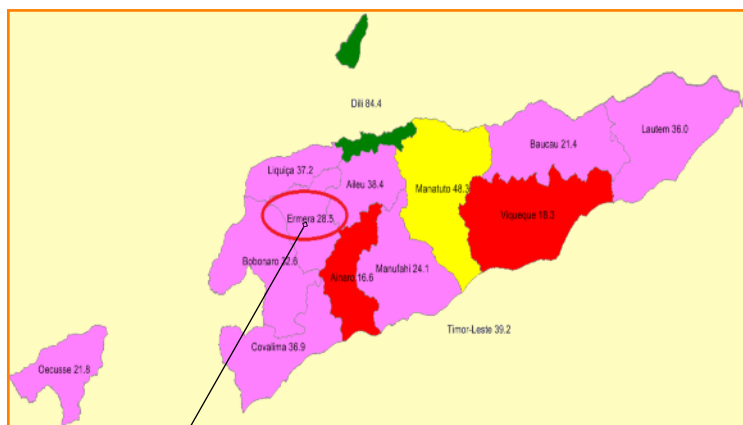 Dili 84.4
Lautem 36.0
Baucau 21.4
Liquiça 37.2
Aileu 38.4
Manatuto 48.3
Ermera 28.5
Viqueque 18.3
Bobonaro 32.6
Ainaro 16.6
Manufahi 24.1
Timor-Leste 39.2
Covalima 36.9
Oecusse 21.8